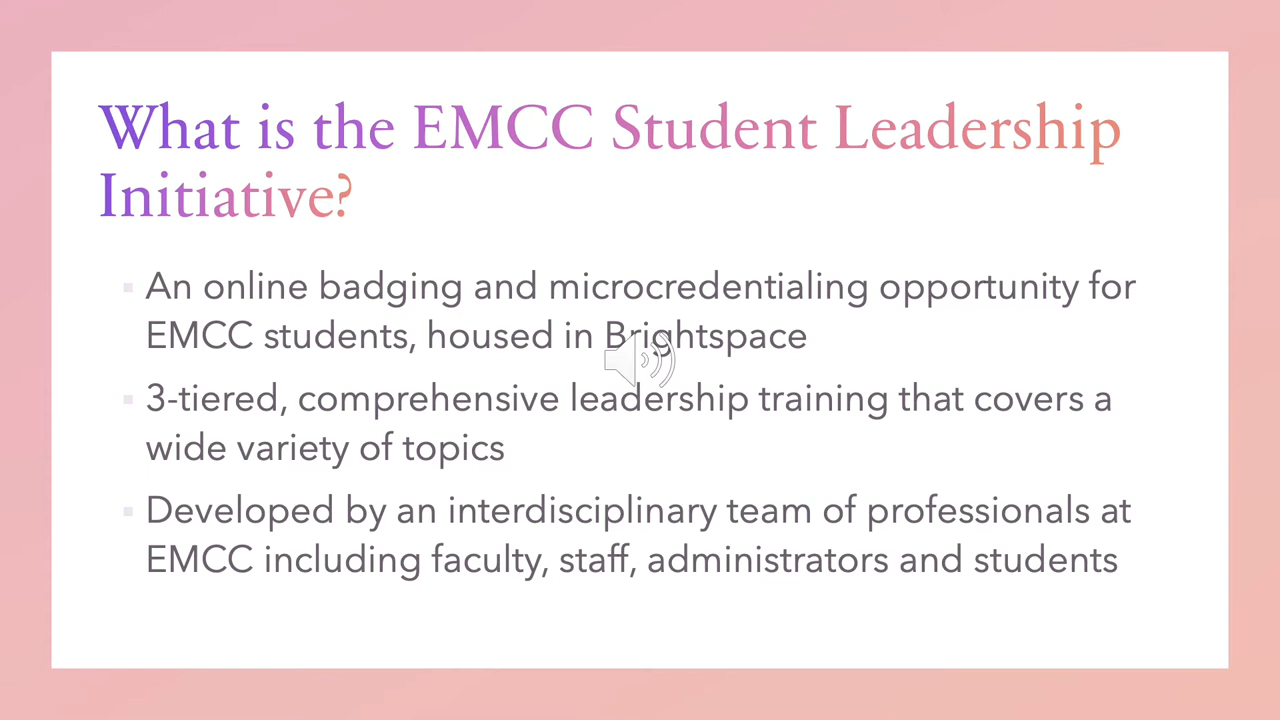 What is the EMCC Student Leadership
Initiative?
An online badging and microcredentialing opportunity for
EMCC students, housed in Brightspace
3-tiered, comprehensive leadership training that covers a
wide variety of topics
Developed by an interdisciplinary team of professionals at
EMCC including faculty, staff, administrators and students